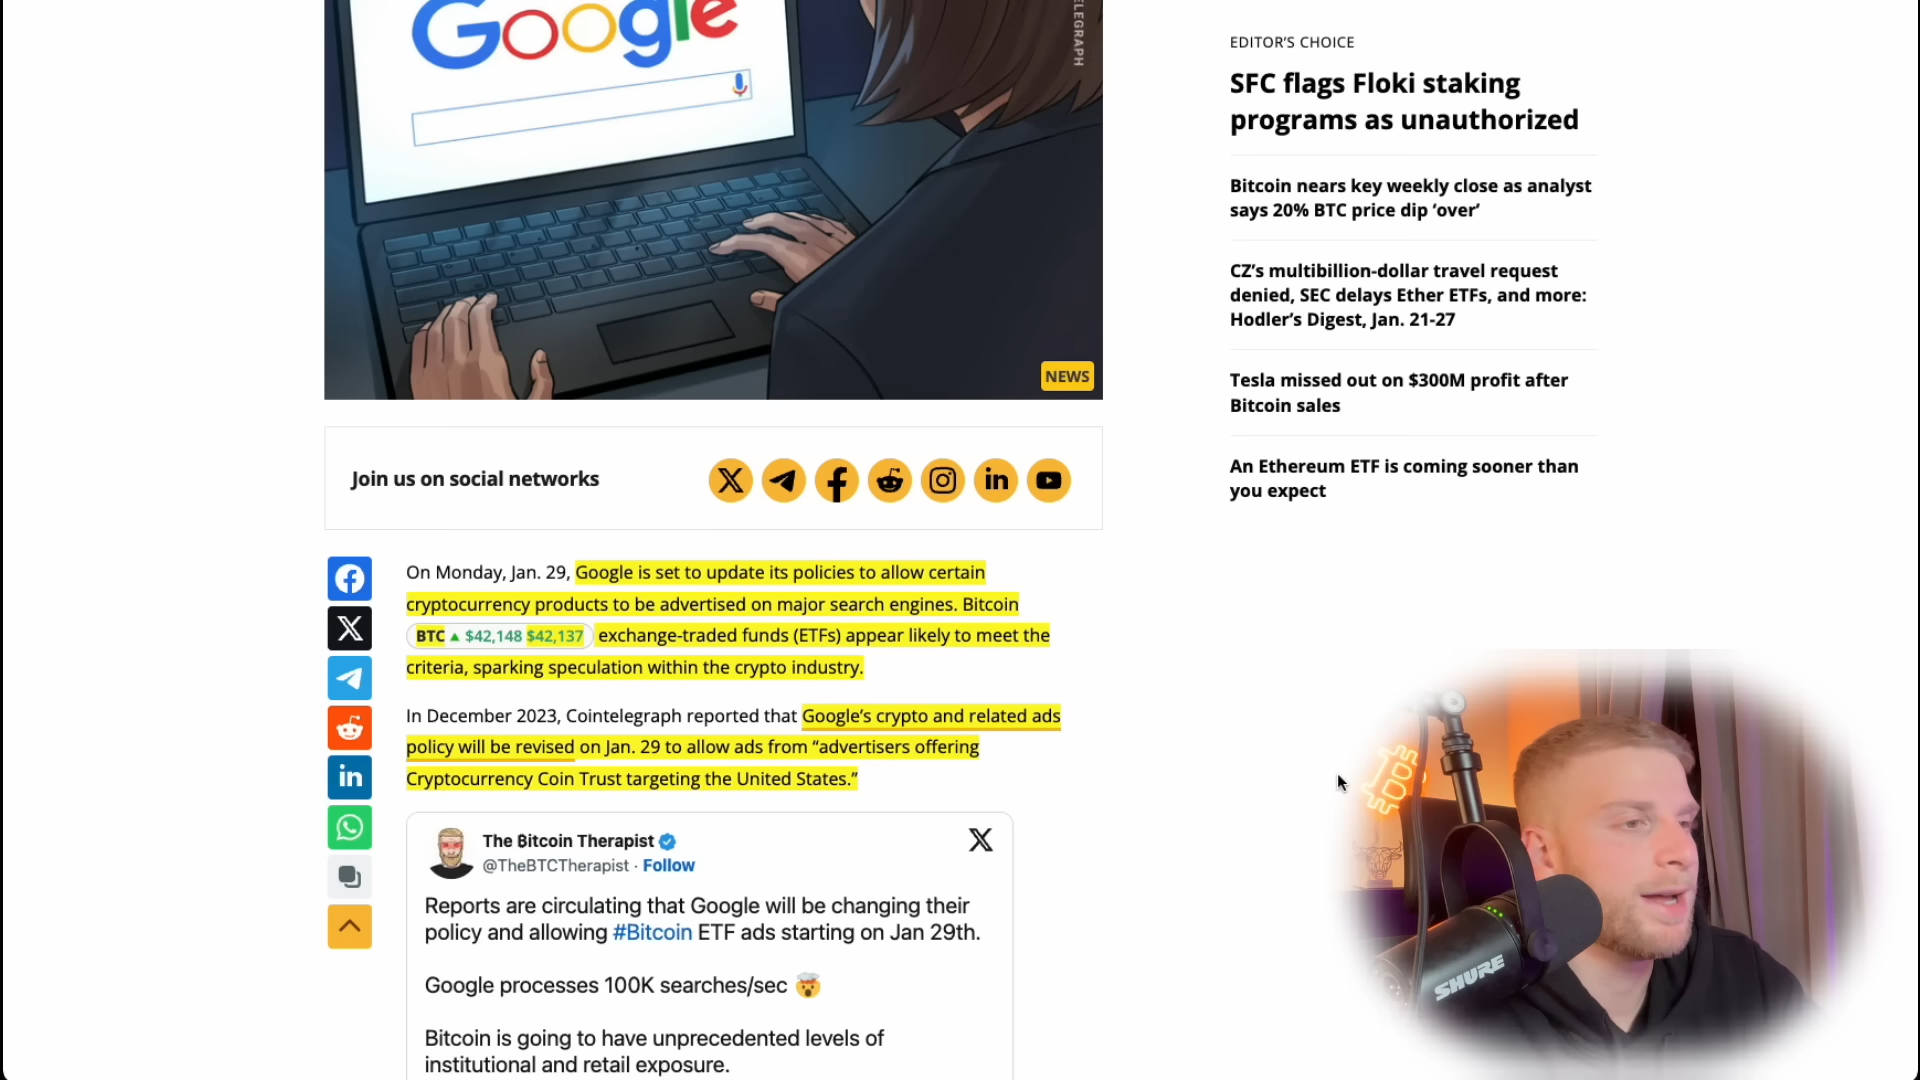 Google
ELEGRAPH
NEWS
Join us on social networks
On Monday, Jan. 29, Google is set to update its policies to allow certain
cryptocurrency products to be advertised on major search engines. Bitcoin
BTC ▲ $42,148 $42,137 exchange-traded funds (ETFs) appear likely to meet the
criteria, sparking speculation within the crypto industry.
In December 2023, Cointelegraph reported that Google’s crypto and related ads
policy will be revised on Jan. 29 to allow ads from “advertisers offering
Cryptocurrency Coin Trust targeting the United States.”
The ₿itcoin Therapist
@TheBTCTherapist · Follow
Reports are circulating that Google will be changing their
policy and allowing #Bitcoin ETF ads starting on Jan 29th.
Google processes 100K searches/sec 🤯
Bitcoin is going to have unprecedented levels of
institutional and retail exposure.
EDITOR’S CHOICE
SFC flags Floki staking
programs as unauthorized
Bitcoin nears key weekly close as analyst
says 20% BTC price dip ‘over’
CZ’s multibillion-dollar travel request
denied, SEC delays Ether ETFs, and more:
Hodler’s Digest, Jan. 21-27
Tesla missed out on $300M profit after
Bitcoin sales
An Ethereum ETF is coming sooner than
you expect
SHURE